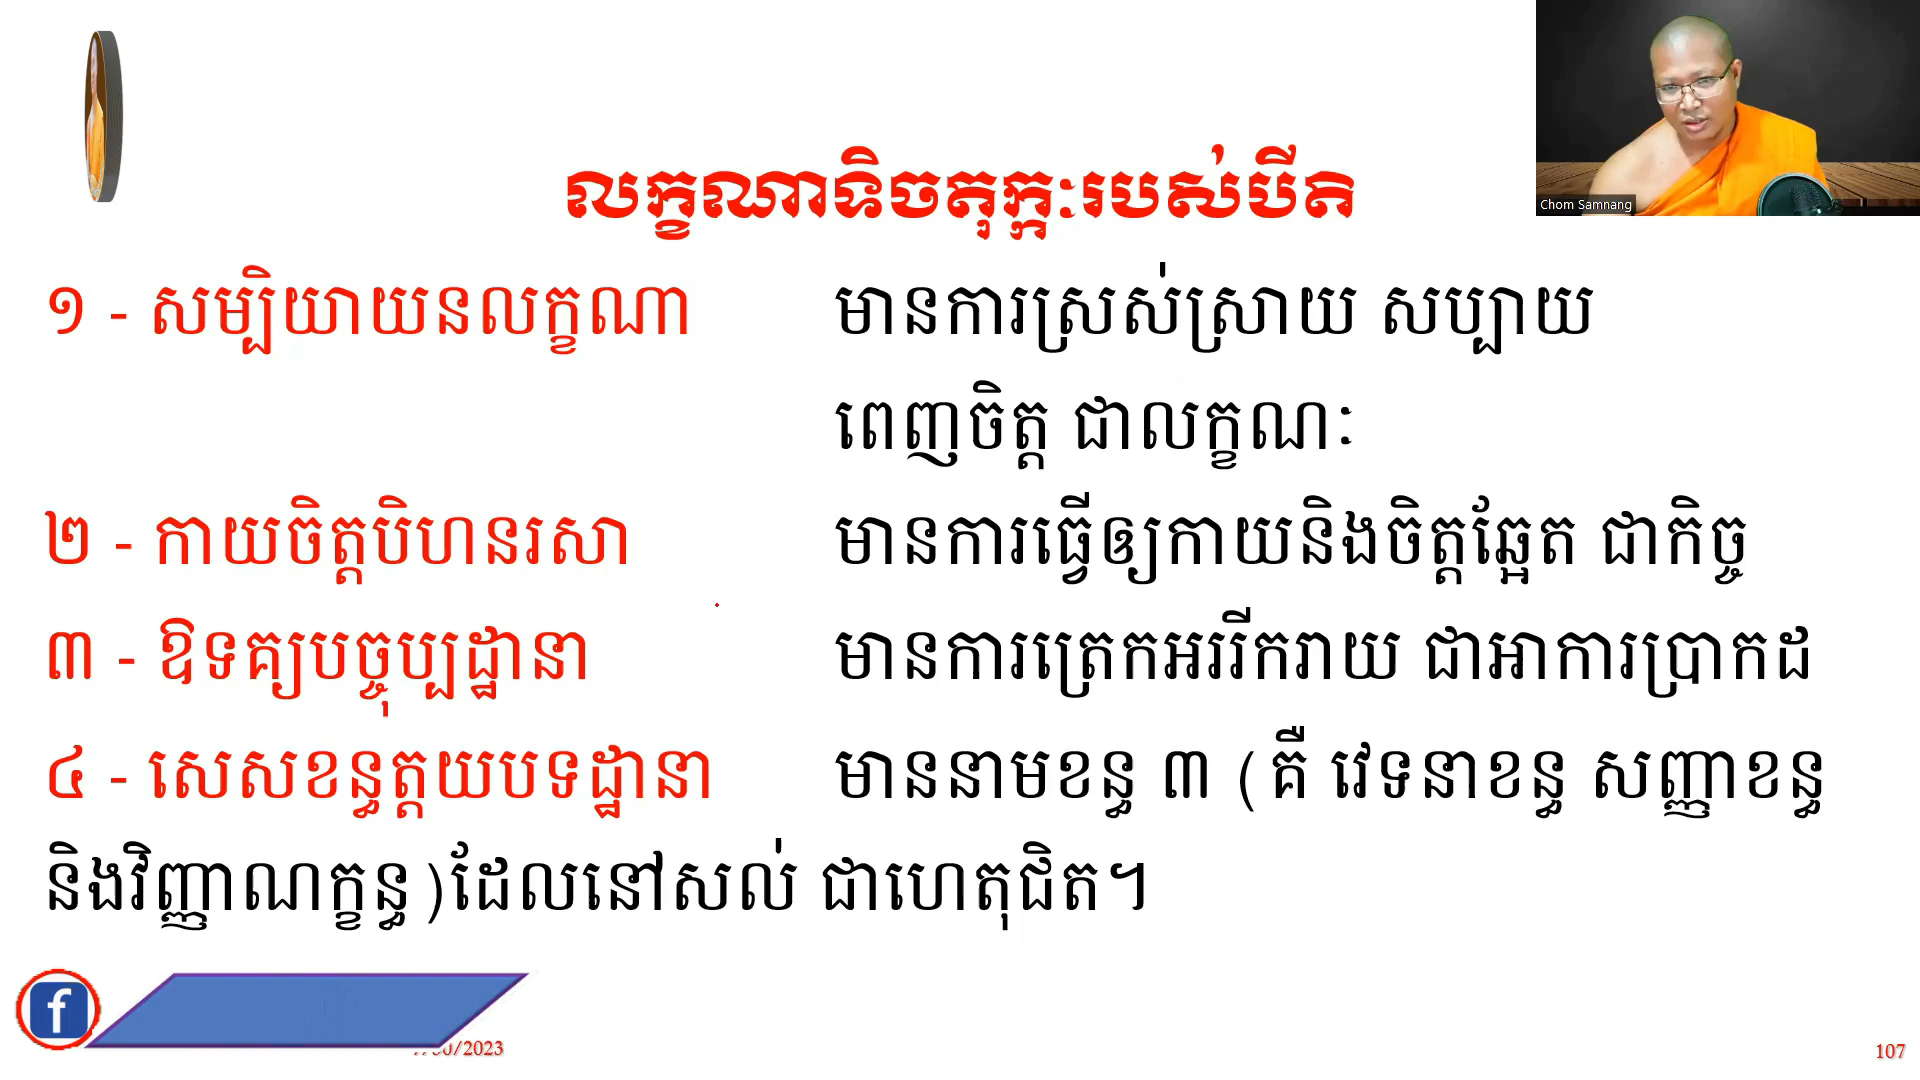 Chom Samnang
លក្ខណាទិចតុក្កៈរបស់បីតិ
១ - សម្បិយាយនលក្ខណា មានការស្រស់ស្រាយ សប្បាយ
ពេញចិត្ត ជាលក្ខណៈ
២ - កាយចិត្តបិហនរសា មានការធ្វើឲ្យកាយនិងចិត្តឆ្អែត ជាកិច្ច
៣ - ឱទគ្យបច្ចុប្បដ្ឋានា មានការត្រេកអររីករាយ ជាអាការប្រាកដ
៤ - សេសខន្ធត្តយបទដ្ឋានា មាននាមខន្ធ ៣ (គឺ វេទនាខន្ធ សញ្ញាខន្ធ
និងវិញ្ញាណក្ខន្ធ)ដែលនៅសល់ ជាហេតុជិត។
f
/2023
107